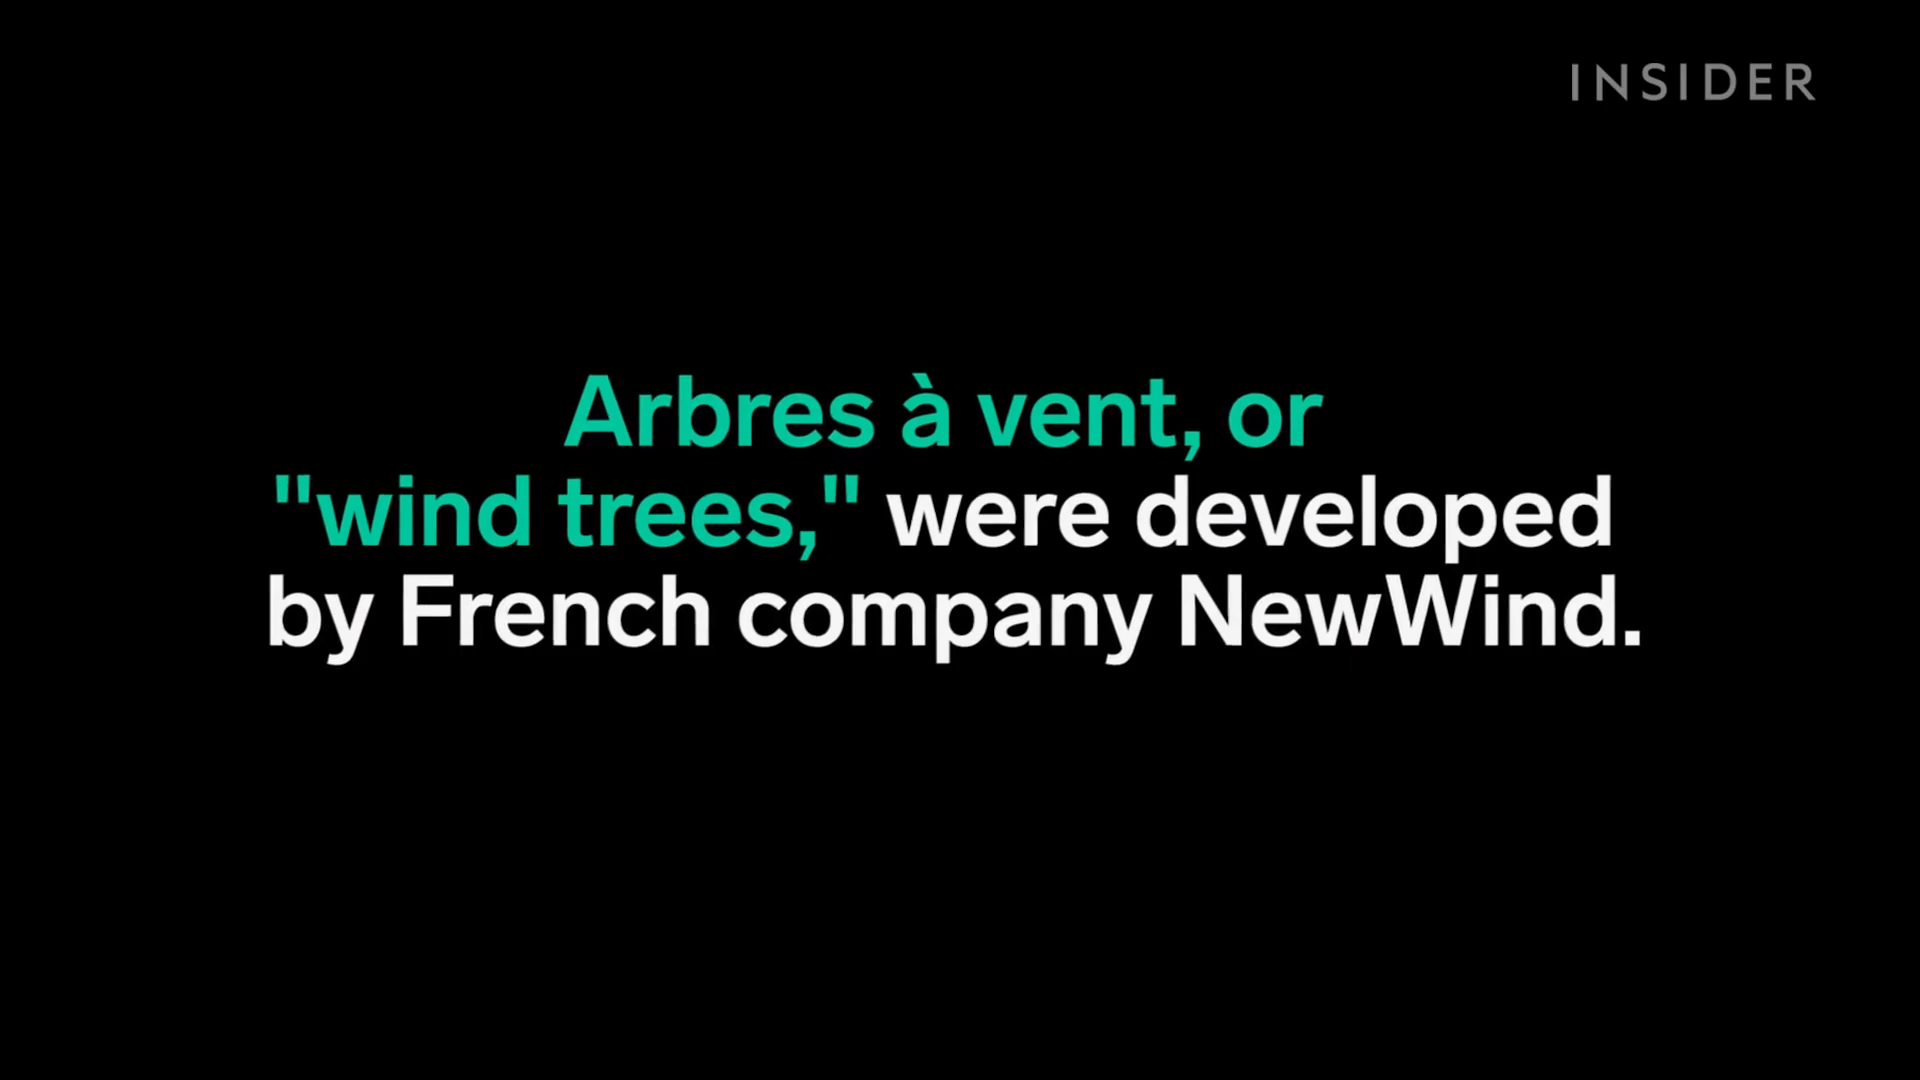 INSIDER
Arbres à vent, or
"wind trees," were developed
by French company NewWind.